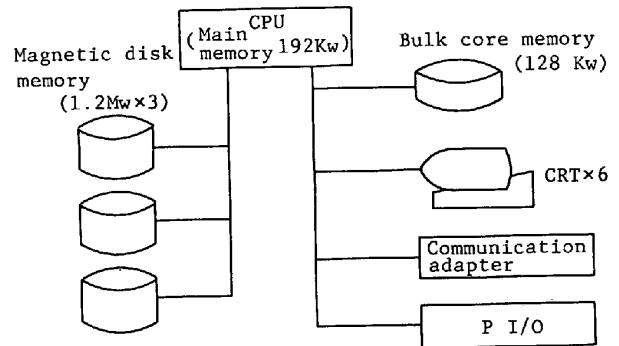 CPU
(Main memory 192Kw)
Magnetic disk
memory
(1.2Mw×3)
Bulk core memory
(128 Kw)
CRT×6
Communication
adapter
P I/O